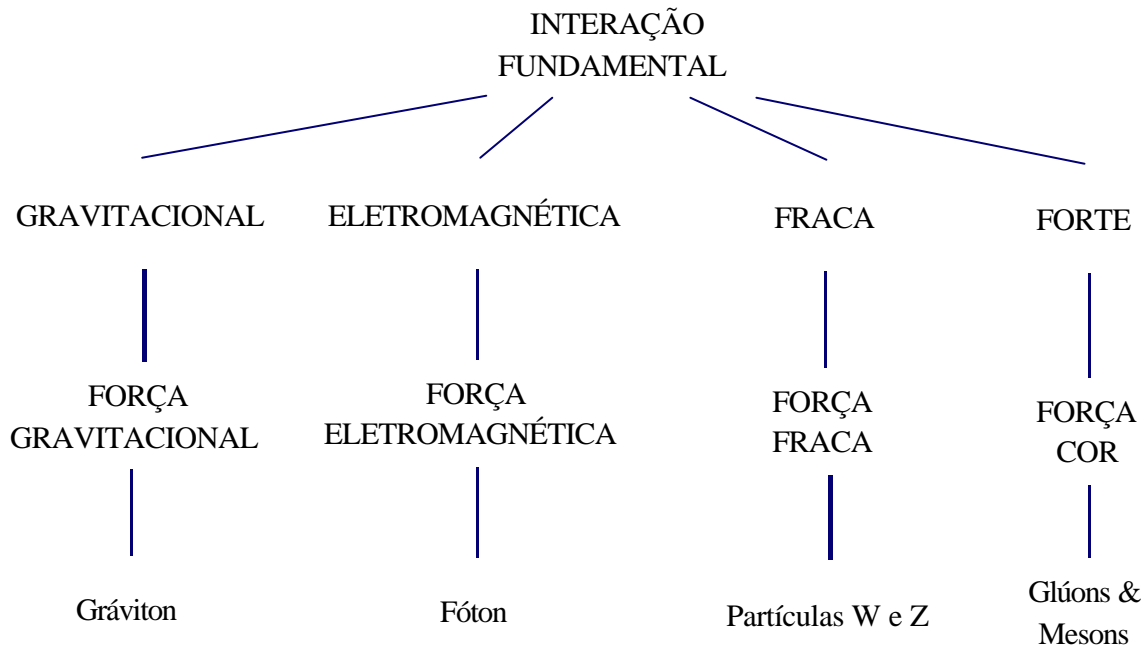 INTERAÇÃO
FUNDAMENTAL
GRAVITACIONAL
ELETROMAGNÉTICA
FRACA
FORTE
FORÇA
GRAVITACIONAL
FORÇA
ELETROMAGNÉTICA
FORÇA
FRACA
FORÇA
COR
Gráviton
Fóton
Partículas W e Z
Glúons &
Mesons